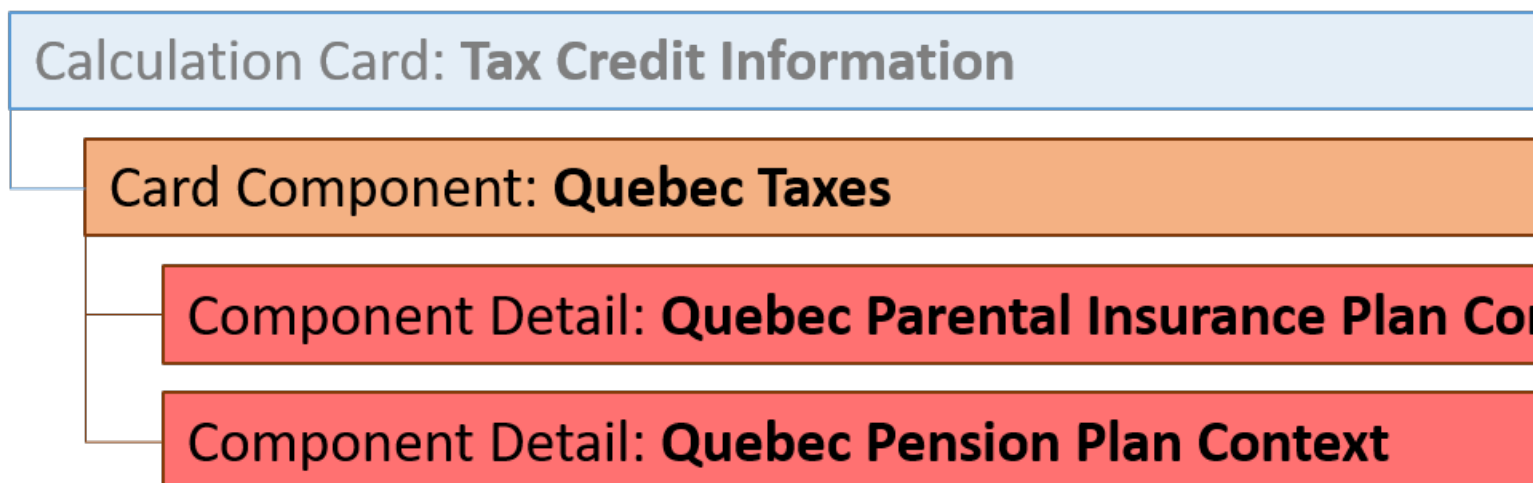 Calculation Card: Tax Credit Information
Card Component: Quebec Taxes
Component Detail: Quebec Parental Insurance Plan
Component Detail: Quebec Pension Plan Context